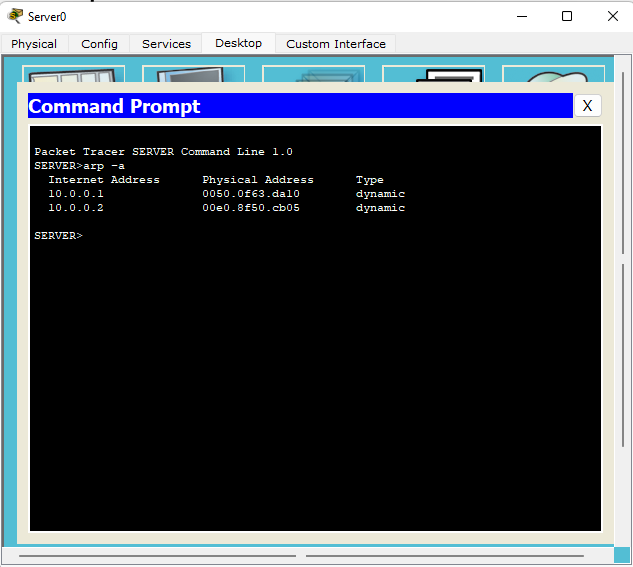 Server0
Physical Config Services Desktop Custom Interface
Command Prompt X
Packet Tracer SERVER Command Line 1.0
SERVER>arp -a
Internet Address Physical Address Type
10.0.0.1 0050.0f63.da10 dynamic
10.0.0.2 00e0.8f50.cb05 dynamic
SERVER>